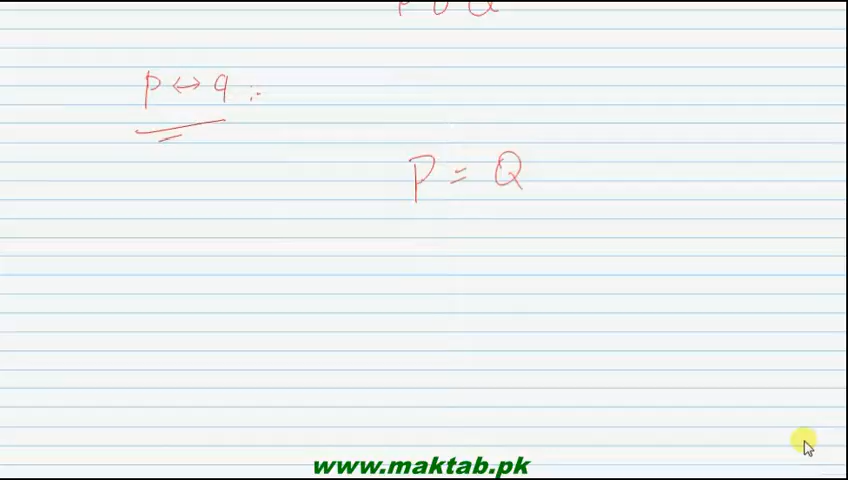 p ↔ q :
P = Q
www.maktab.pk